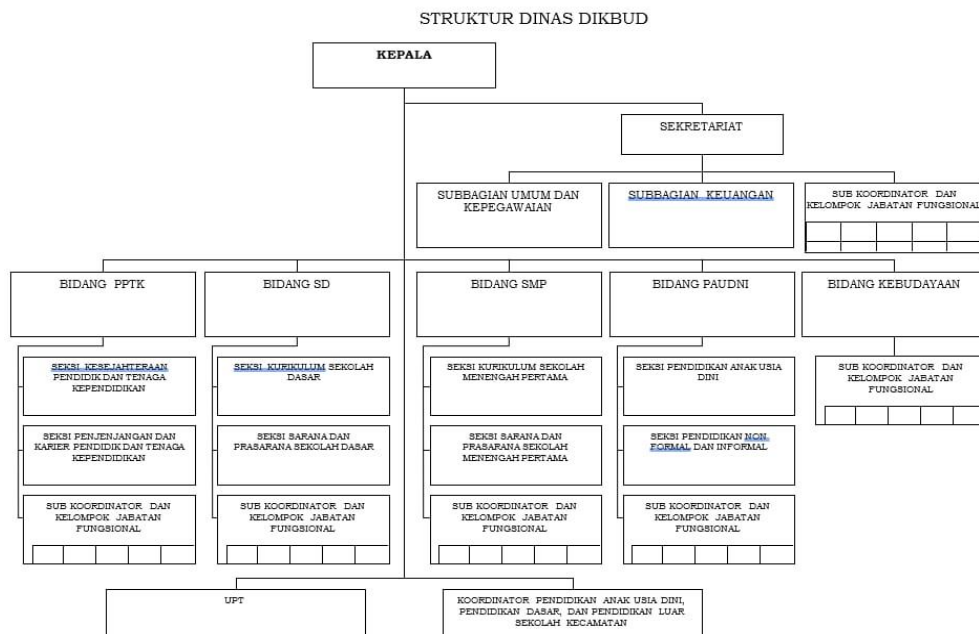 STRUKTUR DINAS DIKBUD
KEPALA
SEKRETARIAT
SUBBAGIAN UMUM DAN
KEPEGAWAIAN
SUBBAGIAN KEUANGAN
SUB KOORDINATOR DAN
KELOMPOK JABATAN FUNGSIONAL
BIDANG PPTK
BIDANG SD
BIDANG SMP
BIDANG PAUDNI
BIDANG KEBUDAYAAN
SEKSI KESEJAHTERAAN
PENDIDIK DAN TENAGA
KEPENDIDIKAN
SEKSI KURIKULUM SEKOLAH
DASAR
SEKSI KURIKULUM SEKOLAH
MENENGAH PERTAMA
SEKSI PENDIDIKAN ANAK USIA
DINI
SUB KOORDINATOR DAN
KELOMPOK JABATAN
FUNGSIONAL
SEKSI PENJENJANGAN DAN
KARIER PENDIDIK DAN TENAGA
KEPENDIDIKAN
SEKSI SARANA DAN
PRASARANA SEKOLAH DASAR
SEKSI SARANA DAN
PRASARANA SEKOLAH
MENENGAH PERTAMA
SEKSI PENDIDIKAN NON
FORMAL DAN INFORMAL
SUB KOORDINATOR DAN
KELOMPOK JABATAN
FUNGSIONAL
SUB KOORDINATOR DAN
KELOMPOK JABATAN
FUNGSIONAL
SUB KOORDINATOR DAN
KELOMPOK JABATAN
FUNGSIONAL
SUB KOORDINATOR DAN
KELOMPOK JABATAN
FUNGSIONAL
UPT
KOORDINATOR PENDIDIKAN ANAK USIA DINI,
PENDIDIKAN DASAR, DAN PENDIDIKAN LUAR
SEKOLAH KECAMATAN